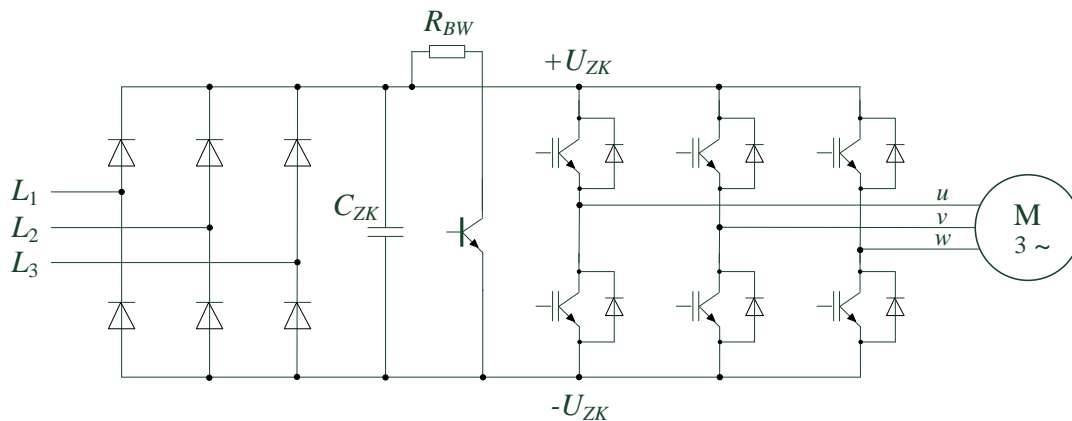 R_BW
+U_ZK
L_1
L_2
L_3
C_ZK
u
v
w
M
3 ~
-U_ZK